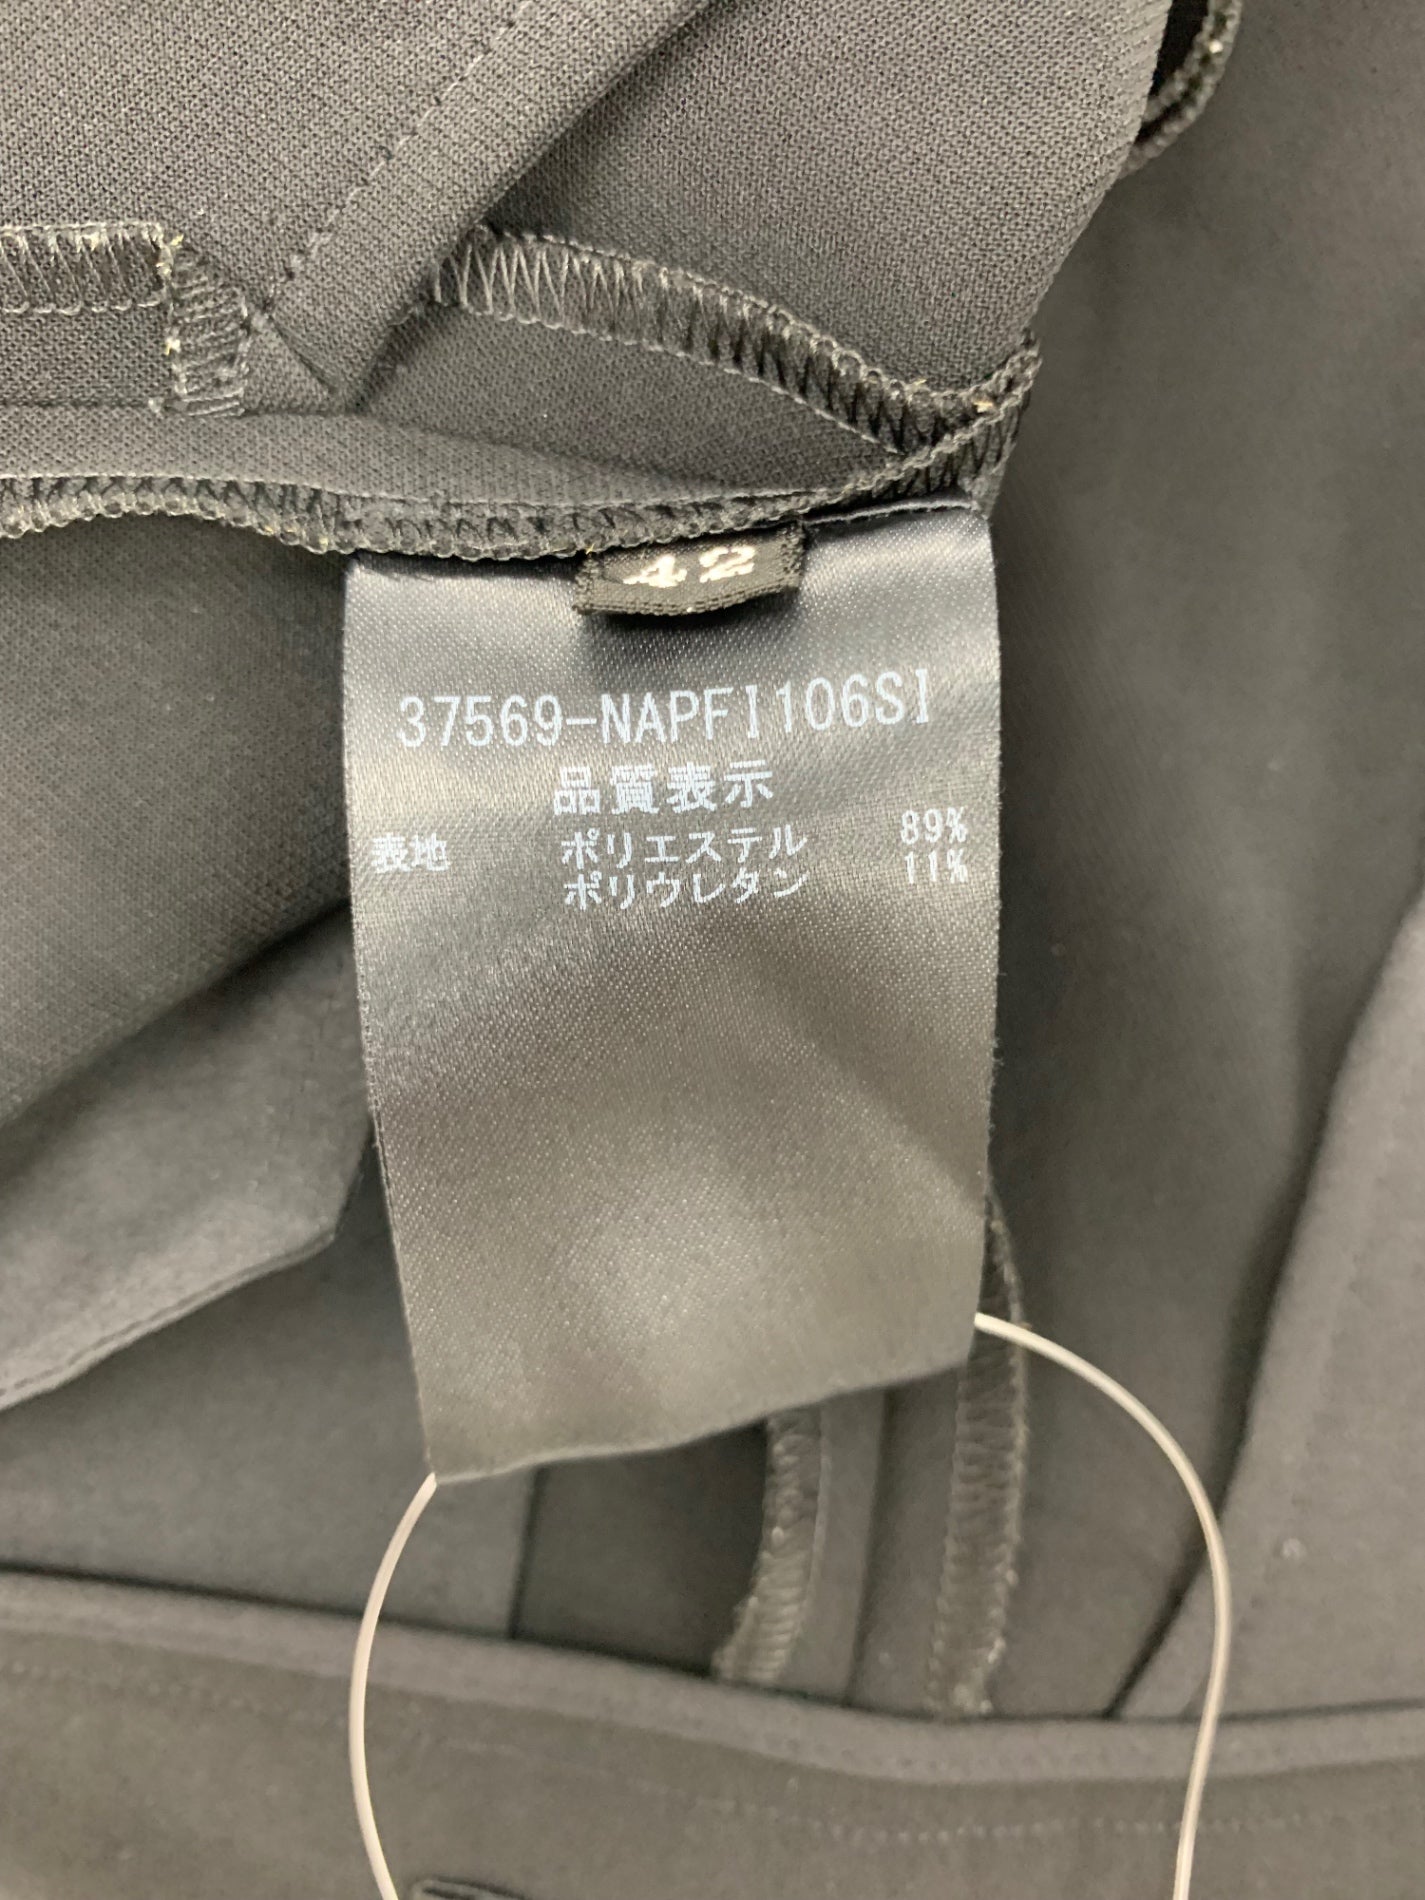 42
37569-NAPFI106SI
品質表示
表地 ポリエステル 89%
ポリウレタン 11%